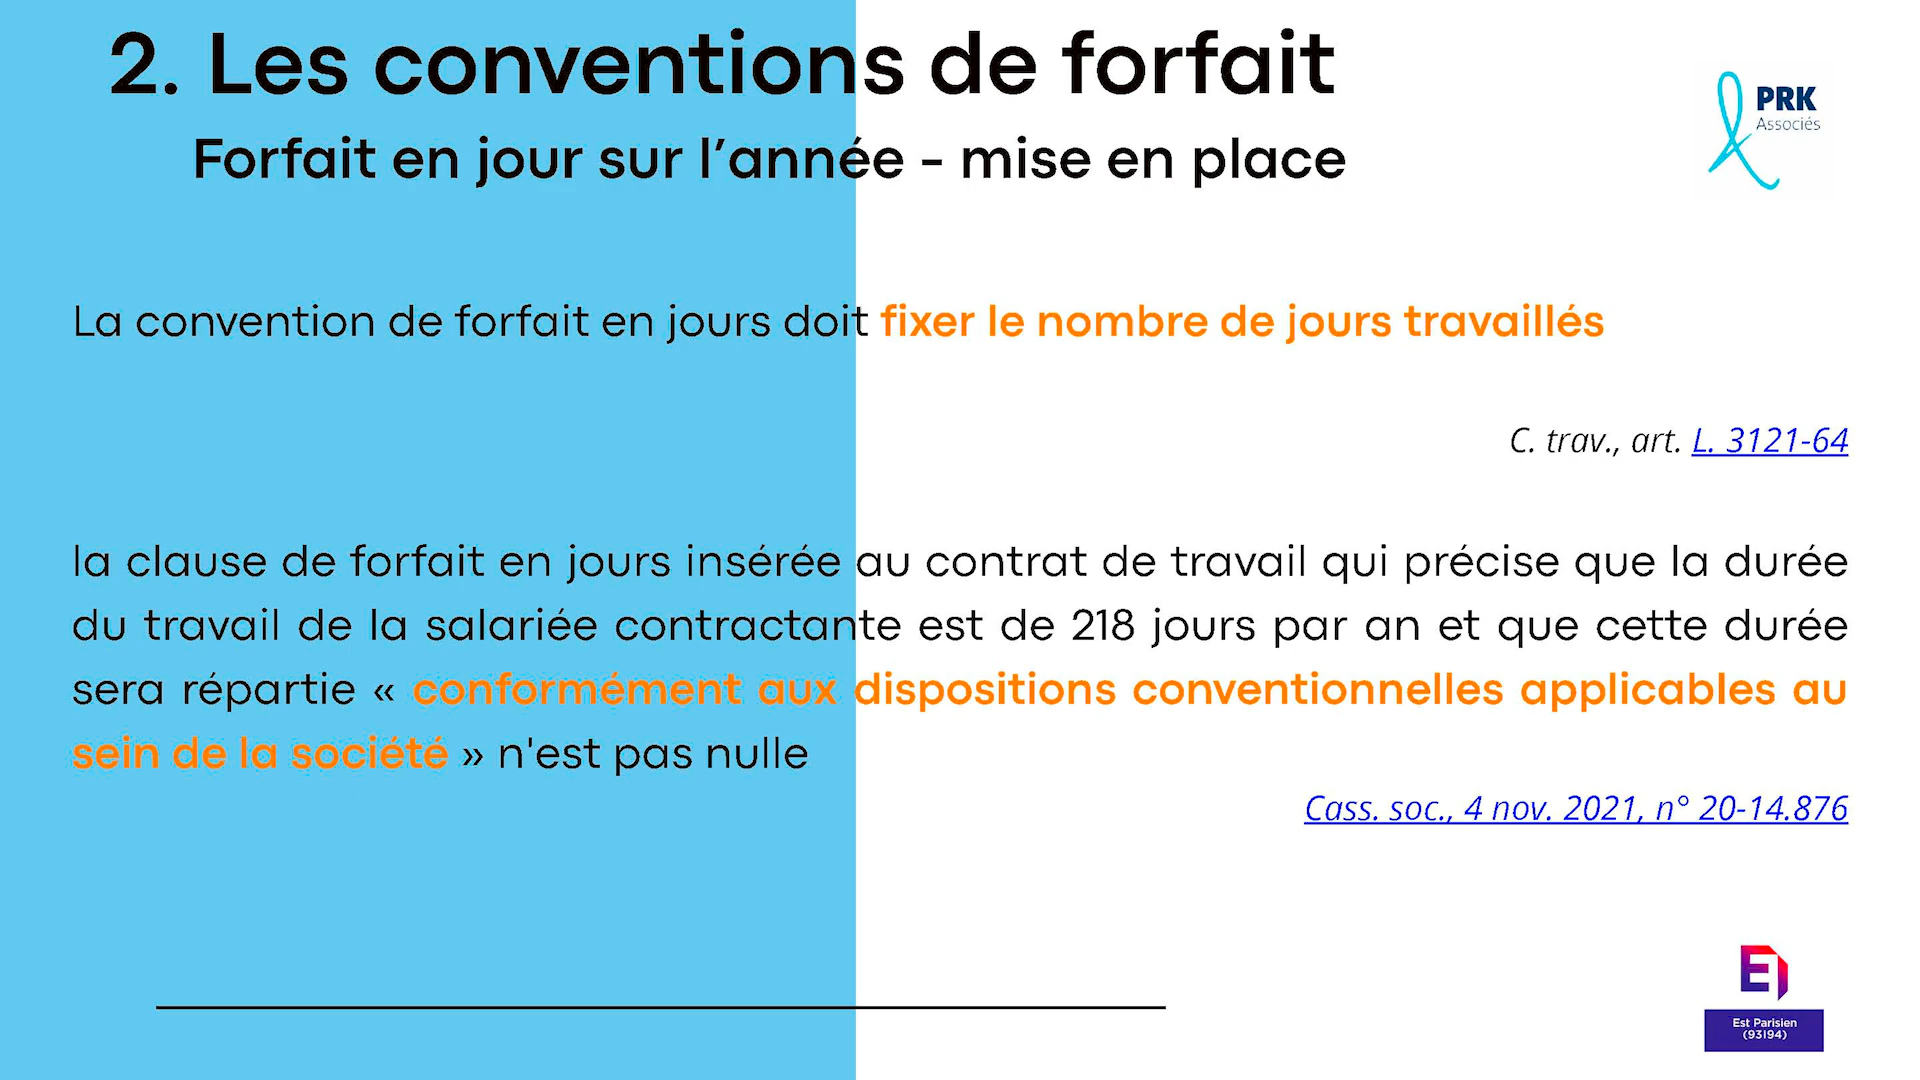 2. Les conventions de forfait
Forfait en jour sur l’année - mise en place
PRK
Associés
La convention de forfait en jours doit fixer le nombre de jours travaillés
C. trav., art. L. 3121-64
la clause de forfait en jours insérée au contrat de travail qui précise que la durée
du travail de la salariée contractante est de 218 jours par an et que cette durée
sera répartie « conformément aux dispositions conventionnelles applicables au
sein de la société » n'est pas nulle
Cass. soc., 4 nov. 2021, n° 20-14.876
Est Parisien
(93|94)